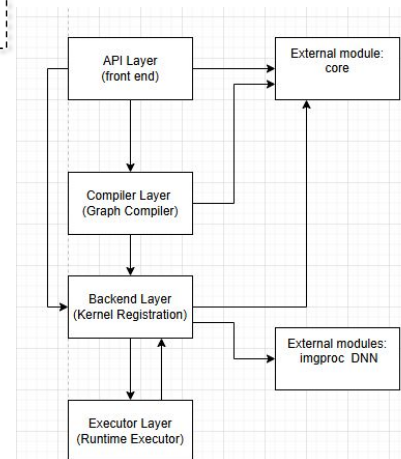 API Layer
(front end)
External module:
core
Compiler Layer
(Graph Compiler)
Backend Layer
(Kernel Registration)
External modules:
imgproc DNN
Executor Layer
(Runtime Executor)